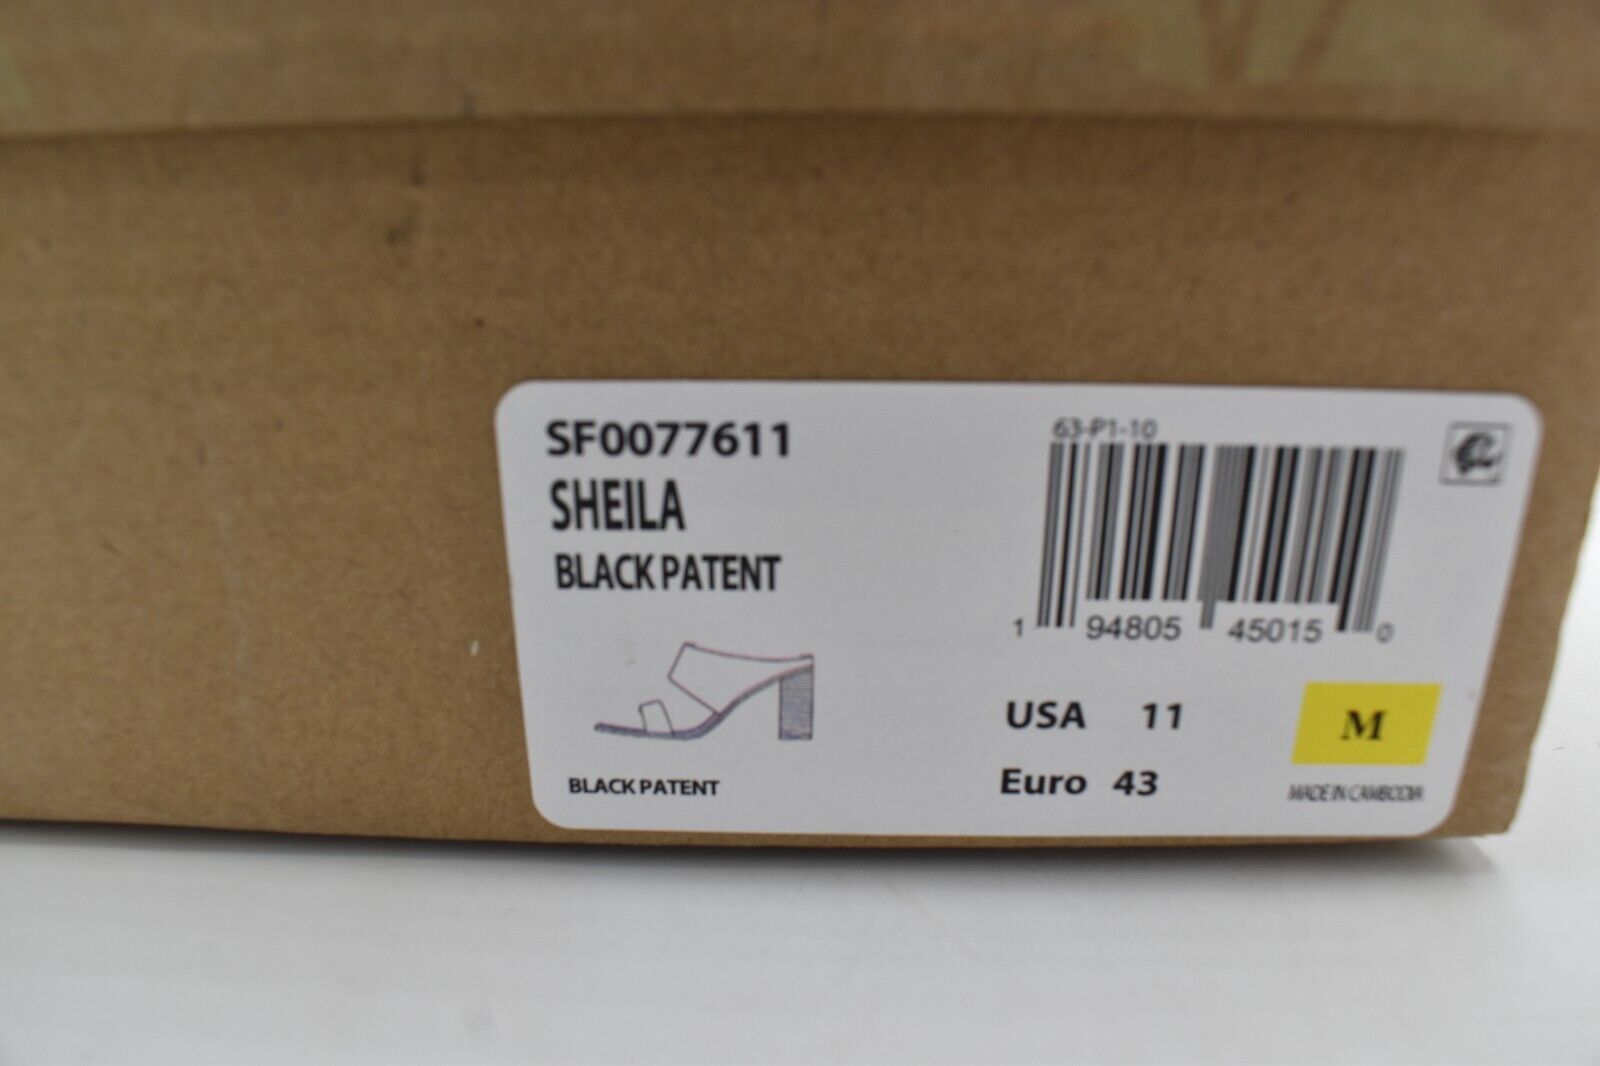 SF0077611
SHEILA
BLACK PATENT
BLACK PATENT
63-P1-10
1 94805 45015 0
USA 11
Euro 43
M
MADE IN CAMBODIA